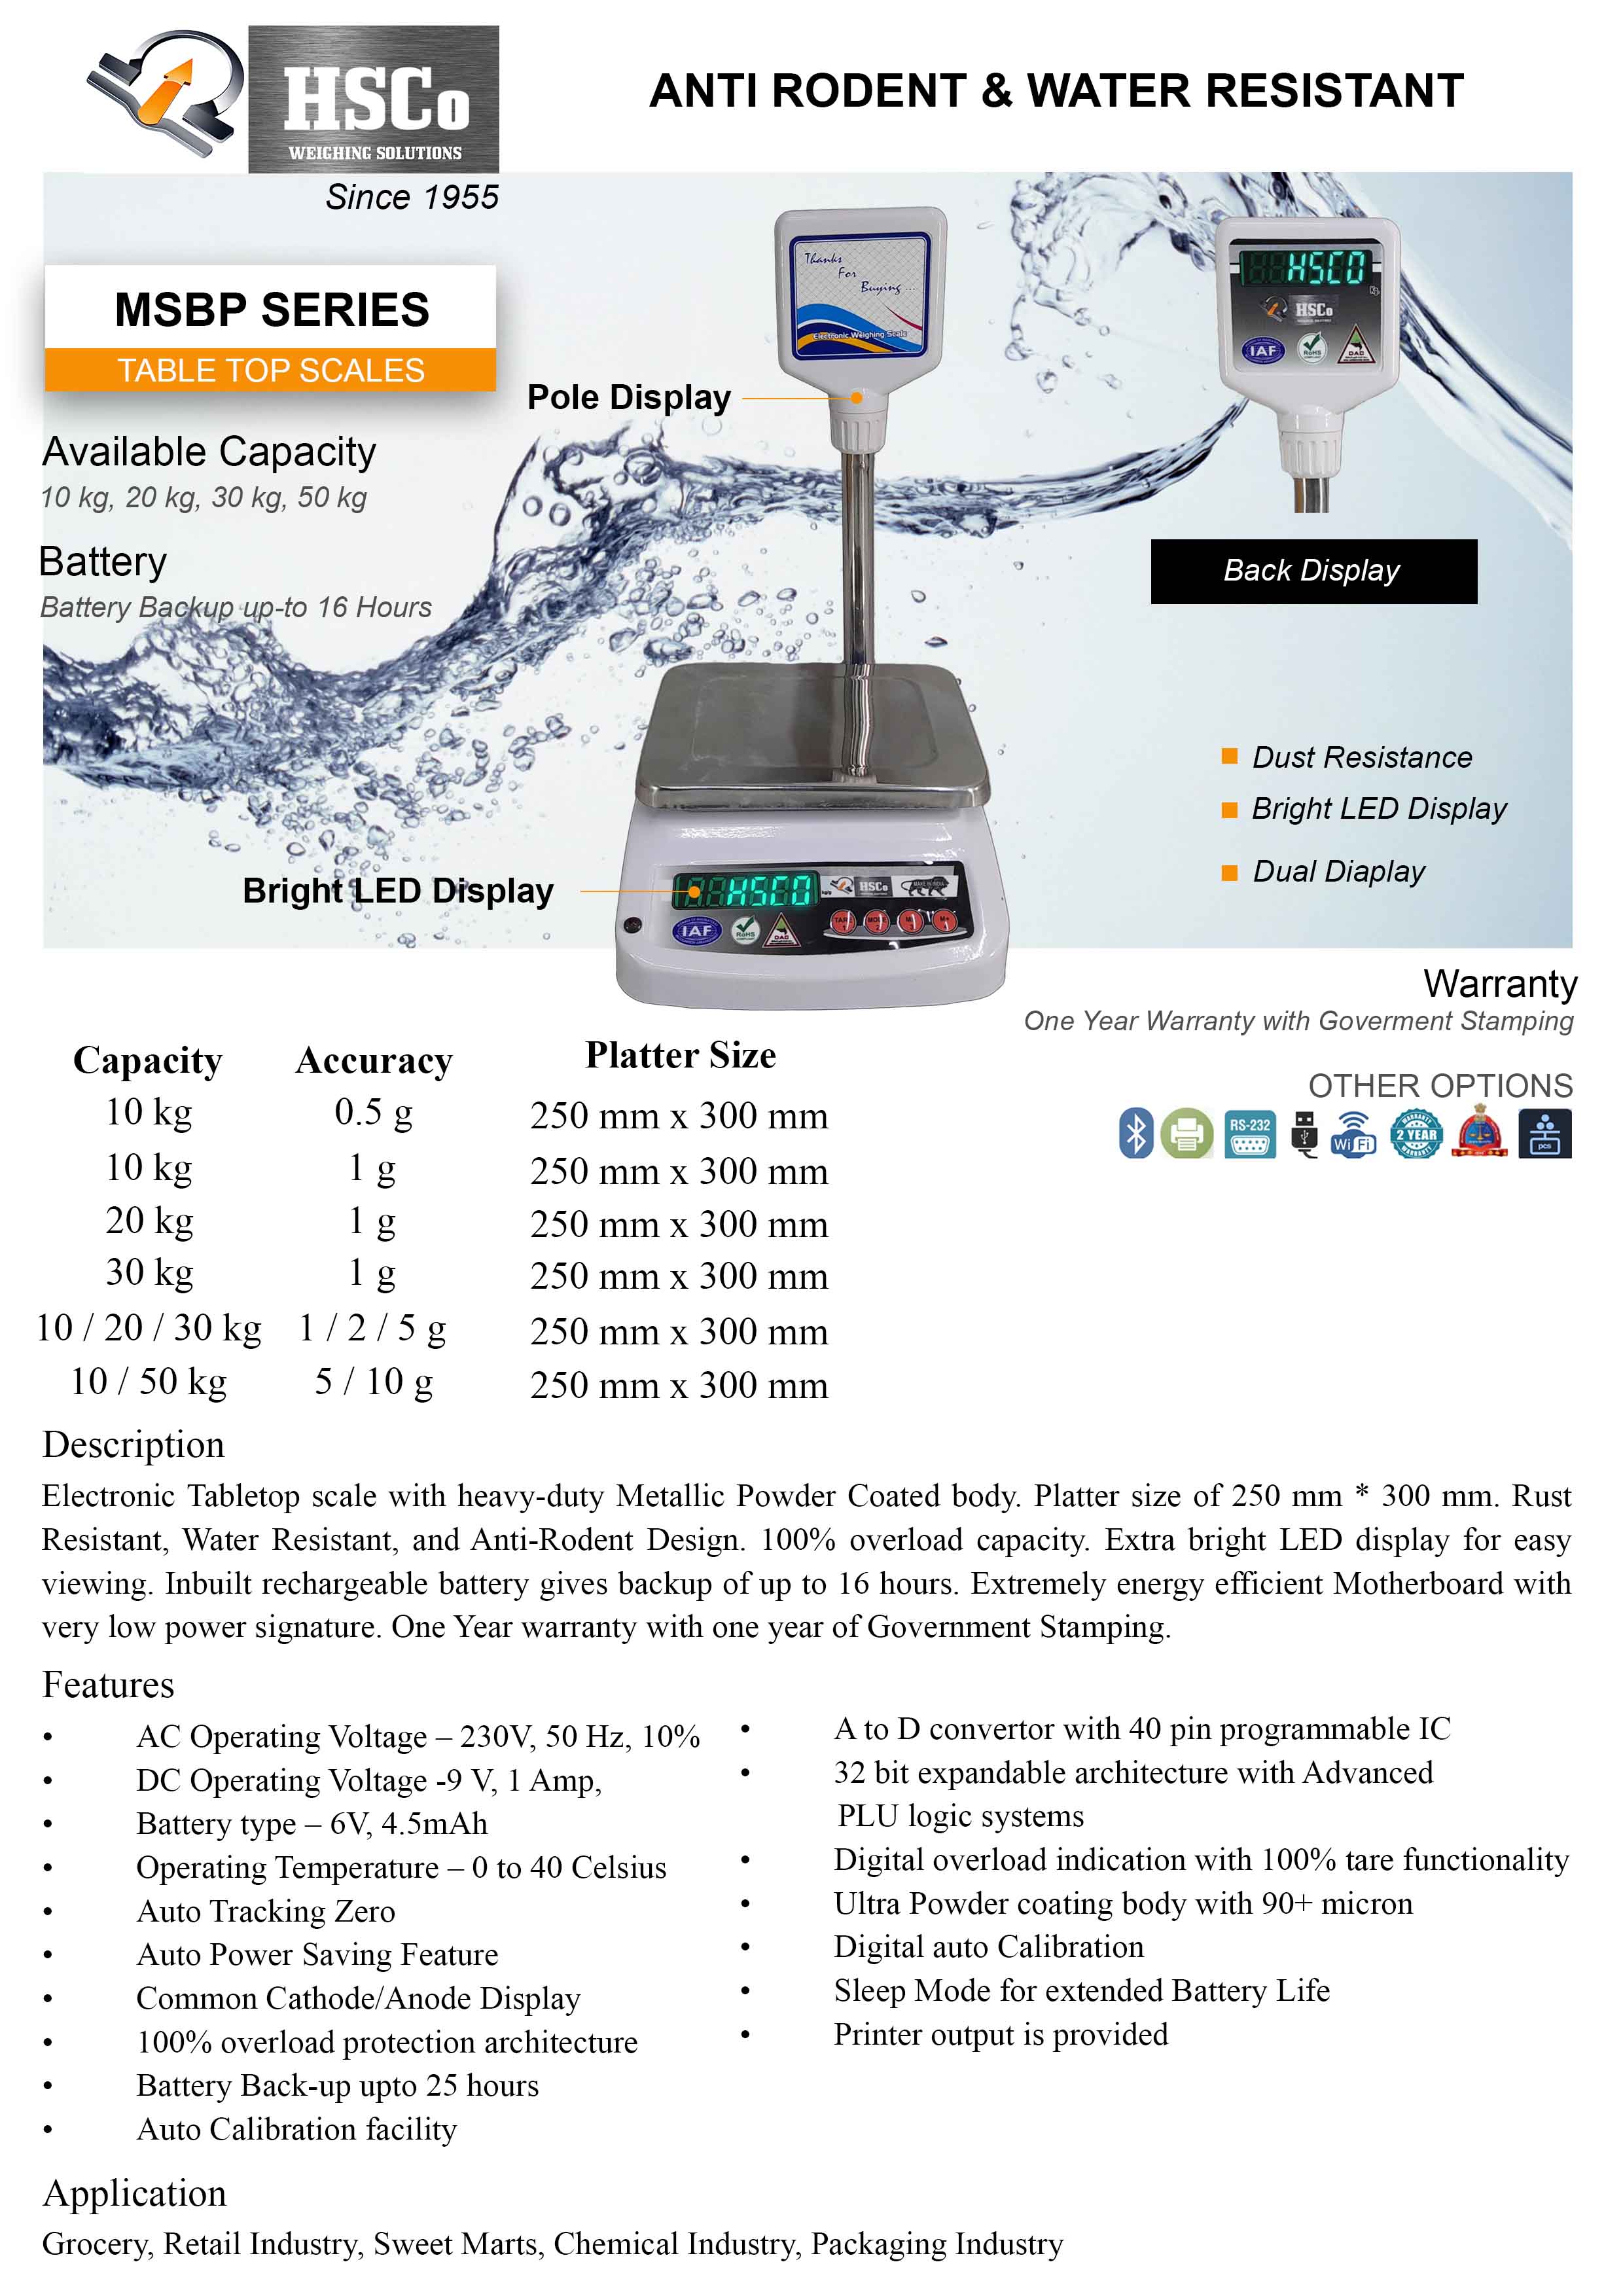 HSCo
WEIGHING SOLUTIONS
Since 1955
ANTI RODENT & WATER RESISTANT
MSBP SERIES
TABLE TOP SCALES
Available Capacity
10 kg, 20 kg, 30 kg, 50 kg
Battery
Battery Backup up-to 16 Hours
Thanks
For
Buying ...
Electronic Weighing Scale
Pole Display
HSCO
HSCo
IAF
RoHS
DAC
Back Display
Dust Resistance
Bright LED Display
Dual Diaplay
Bright LED Display
HSCO
HSCo
IAF
RoHS
DAC
TARE
MODE
M+
Warranty
One Year Warranty with Goverment Stamping
OTHER OPTIONS
RS-232
Wi Fi
WARRANTY
2 YEAR
WARRANTY
pcs
Capacity Accuracy Platter Size
10 kg 0.5 g 250 mm x 300 mm
10 kg 1 g 250 mm x 300 mm
20 kg 1 g 250 mm x 300 mm
30 kg 1 g 250 mm x 300 mm
10 / 20 / 30 kg 1 / 2 / 5 g 250 mm x 300 mm
10 / 50 kg 5 / 10 g 250 mm x 300 mm
Description
Electronic Tabletop scale with heavy-duty Metallic Powder Coated body. Platter size of 250 mm * 300 mm. Rust
Resistant, Water Resistant, and Anti-Rodent Design. 100% overload capacity. Extra bright LED display for easy
viewing. Inbuilt rechargeable battery gives backup of up to 16 hours. Extremely energy efficient Motherboard with
very low power signature. One Year warranty with one year of Government Stamping.
Features
• AC Operating Voltage – 230V, 50 Hz, 10%
• DC Operating Voltage -9 V, 1 Amp,
• Battery type – 6V, 4.5mAh
• Operating Temperature – 0 to 40 Celsius
• Auto Tracking Zero
• Auto Power Saving Feature
• Common Cathode/Anode Display
• 100% overload protection architecture
• Battery Back-up upto 25 hours
• Auto Calibration facility
• A to D convertor with 40 pin programmable IC
• 32 bit expandable architecture with Advanced
PLU logic systems
• Digital overload indication with 100% tare functionality
• Ultra Powder coating body with 90+ micron
• Digital auto Calibration
• Sleep Mode for extended Battery Life
• Printer output is provided
Application
Grocery, Retail Industry, Sweet Marts, Chemical Industry, Packaging Industry